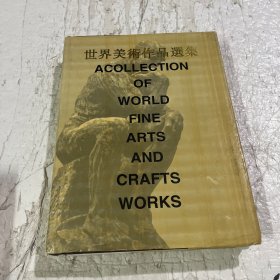 世界美術作品選集
ACOLLECTION
OF
WORLD
FINE
ARTS
AND
CRAFTS
WORKS